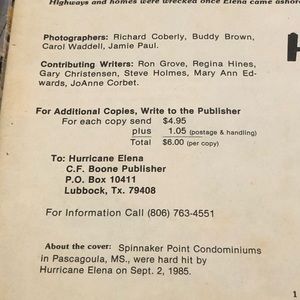 Highways and homes were wrecked once Elena came ashore
Photographers: Richard Coberly, Buddy Brown,
Carol Waddell, Jamie Paul.
Contributing Writers: Ron Grove, Regina Hines,
Gary Christensen, Steve Holmes, Mary Ann Ed-
wards, JoAnne Corbet.
For Additional Copies, Write to the Publisher
For each copy send $4.95
plus 1.05 (postage & handling)
Total $6.00 (per copy)
To: Hurricane Elena
C.F. Boone Publisher
P.O. Box 10411
Lubbock, Tx. 79408
For Information Call (806) 763-4551
About the cover: Spinnaker Point Condominiums
in Pascagoula, MS., were hard hit by
Hurricane Elena on Sept. 2, 1985.
1